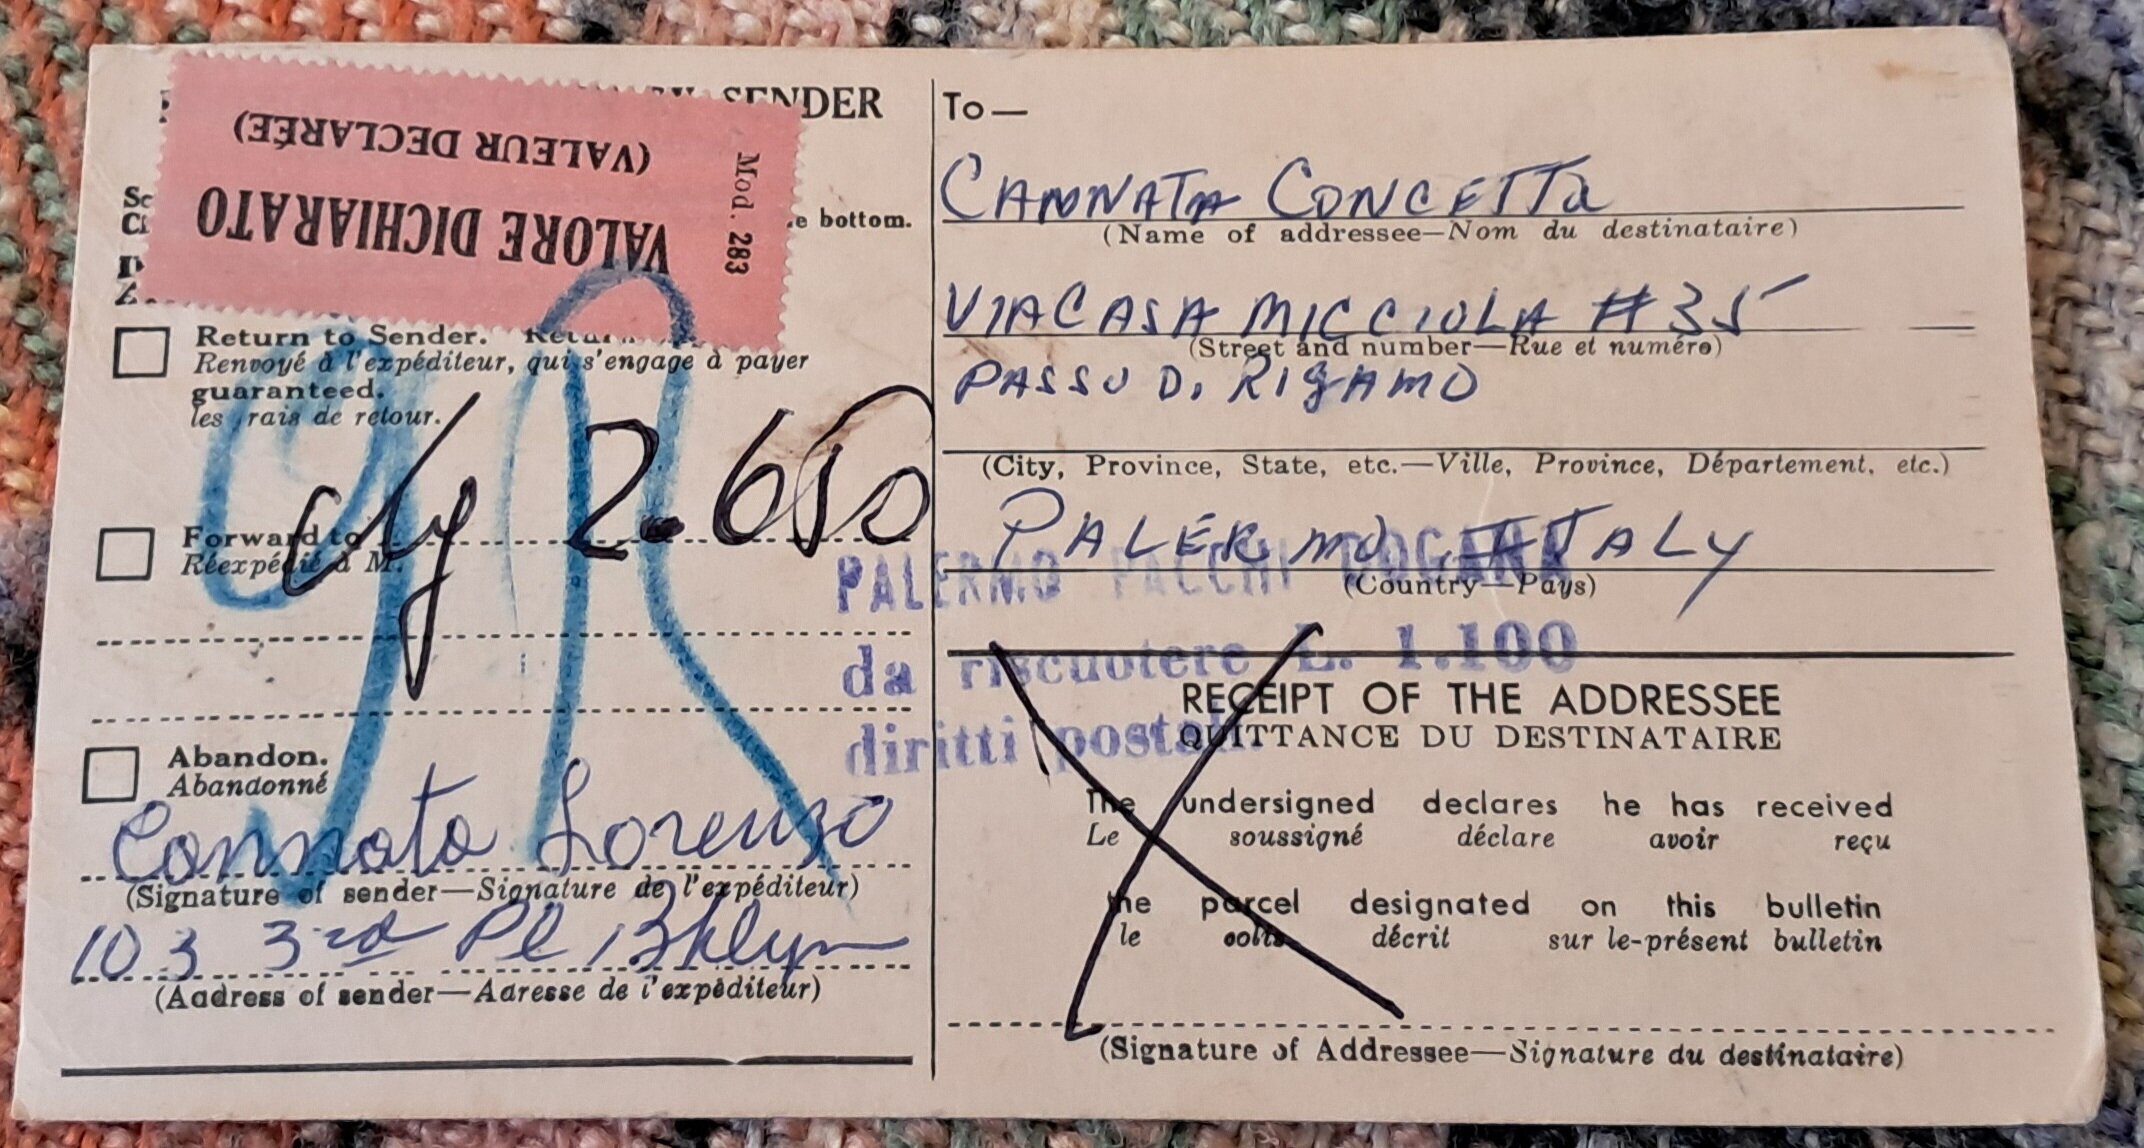 SENDER
VALORE DICHIARATO
(VALEUR DECLARÉE)
Mod. 283
e bottom.
Return to Sender.
Renvoyé à l'expéditeur, qui s'engage à payer
guaranteed.
les frais de retour.
2.650
Forward to
Réexpédié à M.
Abandon.
Abandonné
Cannata Lorenzo
(Signature of sender—Signature de l'expéditeur)
103 3rd Pl Bklyn
(Address of sender—Adresse de l'expéditeur)
To—
CANNATA CONCETTA
(Name of addressee—Nom du destinataire)
VIA CASA MICCIOLA #35
(Street and number—Rue et numéro)
PASSO DI RIGAMO
(City, Province, State, etc.—Ville, Province, Département, etc.)
PALERMO ITALY
(Country—Pays)
PALERMO PACCHI DOGANA
da riscuotere L. 1.100
diritti postali.
RECEIPT OF THE ADDRESSEE
QUITTANCE DU DESTINATAIRE
The undersigned declares he has received
Le soussigné déclare avoir reçu
the parcel designated on this bulletin
le colis décrit sur le-présent bulletin
(Signature of Addressee—Signature du destinataire)